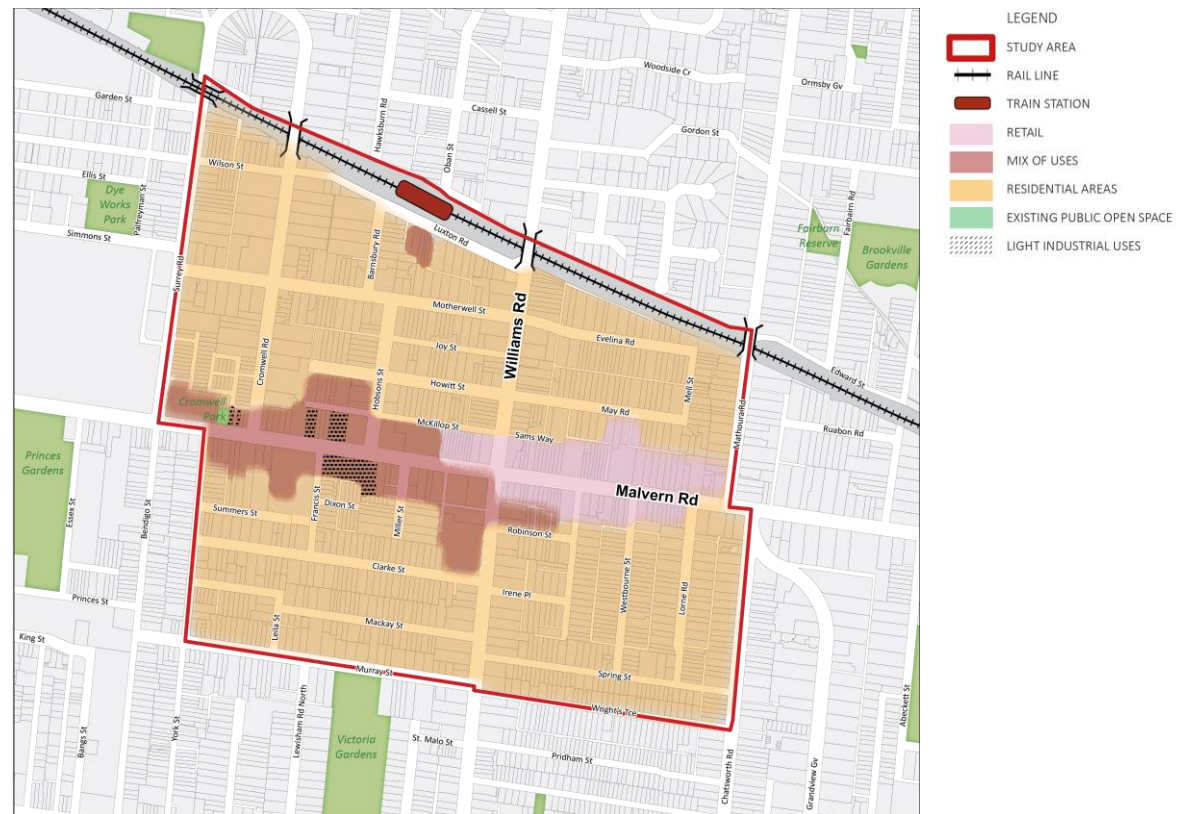 LEGEND
STUDY AREA
RAIL LINE
TRAIN STATION
RETAIL
MIX OF USES
RESIDENTIAL AREAS
EXISTING PUBLIC OPEN SPACE
LIGHT INDUSTRIAL USES
Woodside Cr
Ormsby Gv
Garden St
Cassell St
Hawksburn Rd
Gordon St
Oban St
Wilson St
Ellis St
Dye
Works
Park
Palfreyman St
Fairbairn Rd
Simmons St
Luxton Rd
Fairburn
Reserve
Brookville
Gardens
Surrey Rd
Barnsbury Rd
Motherwell St
Williams Rd
Evelina Rd
Cromwell Rd
Joy St
Edward St
Howitt St
Hobsons St
Mell St
Cromwell
Park
May Rd
Mathoura Rd
McKillop St
Sams Way
Ruabon Rd
Princes
Gardens
Malvern Rd
Essex St
Bendigo St
Francis St
Dixon St
Summers St
Miller St
Robinson St
Clarke St
Westbourne St
Irene Pl
Lorne Rd
Princes St
Leila St
Mackay St
King St
Murray St
Spring St
Wrights Tce
Bangs St
York St
Lewisham Rd North
Victoria
Gardens
St. Malo St
Pridham St
Chatsworth Rd
Grandview Gv
Abeckett St